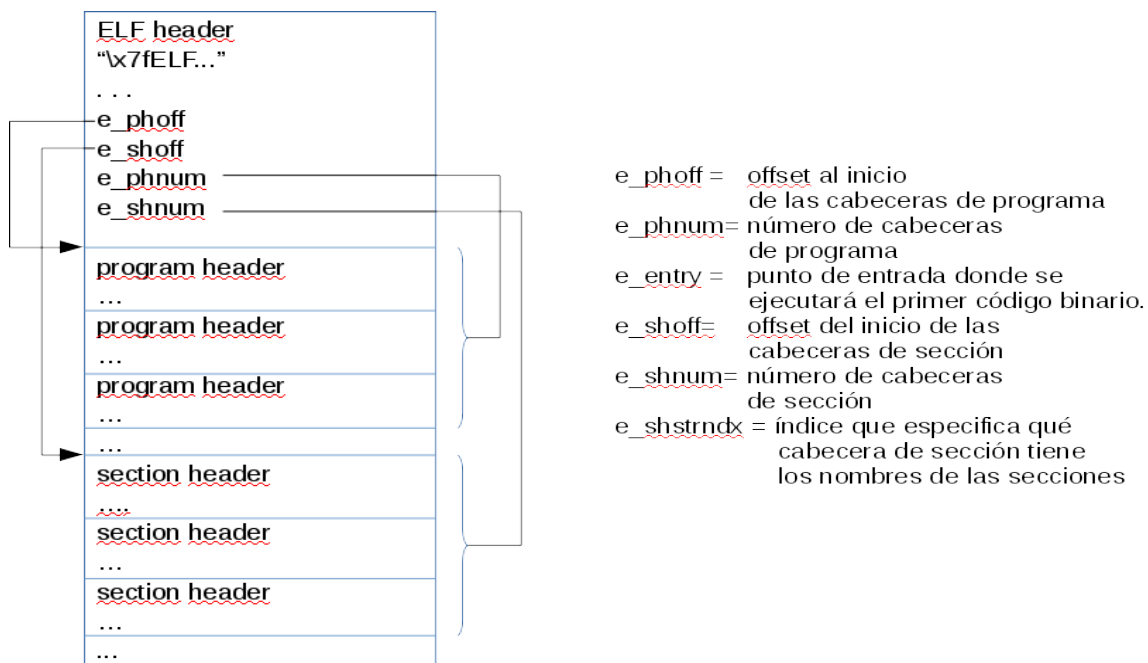 ELF header
“\x7fELF...”
. . .
e_phoff
e_shoff
e_phnum
e_shnum
program header
...
program header
...
program header
...
...
section header
....
section header
...
section header
...
...
e_phoff = offset al inicio
de las cabeceras de programa
e_phnum= número de cabeceras
de programa
e_entry = punto de entrada donde se
ejecutará el primer código binario.
e_shoff= offset del inicio de las
cabeceras de sección
e_shnum= número de cabeceras
de sección
e_shstrndx = índice que especifica qué
cabecera de sección tiene
los nombres de las secciones